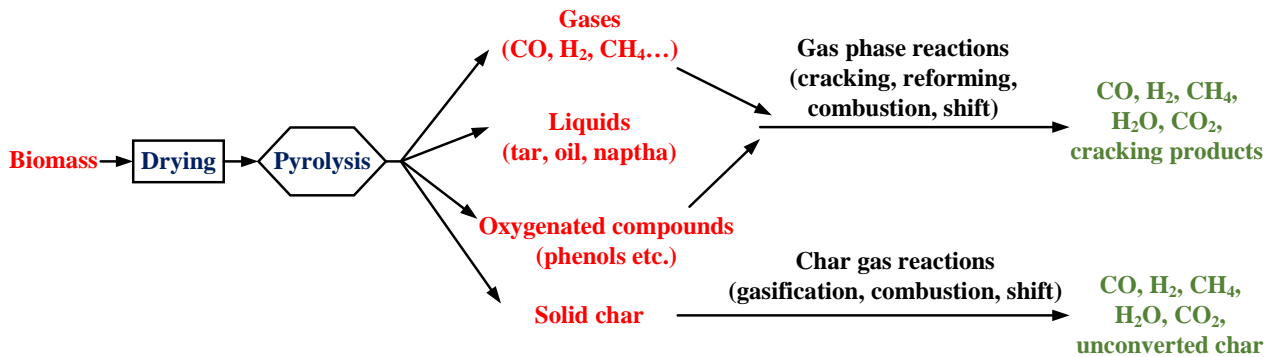 Biomass
Drying
Pyrolysis
Gases
(CO, H₂, CH₄…)
Liquids
(tar, oil, naptha)
Oxygenated compounds
(phenols etc.)
Solid char
Gas phase reactions
(cracking, reforming,
combustion, shift)
Char gas reactions
(gasification, combustion, shift)
CO, H₂, CH₄,
H₂O, CO₂,
cracking products
CO, H₂, CH₄,
H₂O, CO₂,
unconverted char